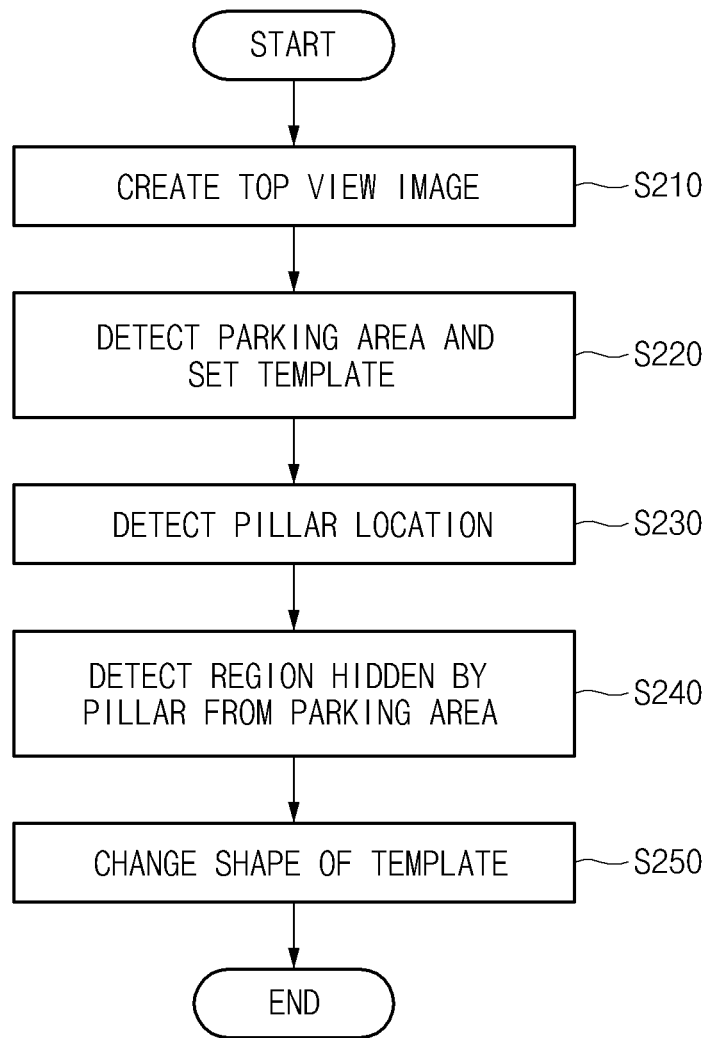 START
CREATE TOP VIEW IMAGE
S210
DETECT PARKING AREA AND
SET TEMPLATE
S220
DETECT PILLAR LOCATION
S230
DETECT REGION HIDDEN BY
PILLAR FROM PARKING AREA
S240
CHANGE SHAPE OF TEMPLATE
S250
END